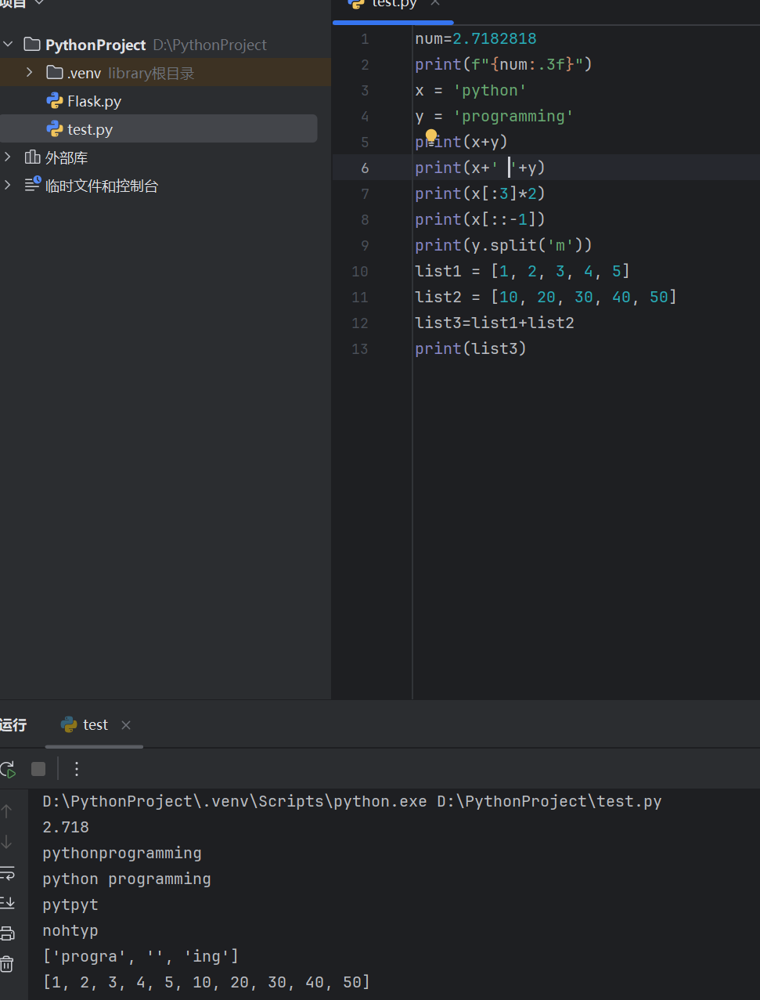 项目
test.py
PythonProject D:\PythonProject
.venv library根目录
Flask.py
test.py
外部库
临时文件和控制台
1 num=2.7182818
2 print(f"{num:.3f}")
3 x = 'python'
4 y = 'programming'
5 print(x+y)
6 print(x+' '+y)
7 print(x[:3]*2)
8 print(x[::-1])
9 print(y.split('m'))
10 list1 = [1, 2, 3, 4, 5]
11 list2 = [10, 20, 30, 40, 50]
12 list3=list1+list2
13 print(list3)
运行 test
D:\PythonProject\.venv\Scripts\python.exe D:\PythonProject\test.py
2.718
pythonprogramming
python programming
pytpyt
nohtyp
['progra', '', 'ing']
[1, 2, 3, 4, 5, 10, 20, 30, 40, 50]